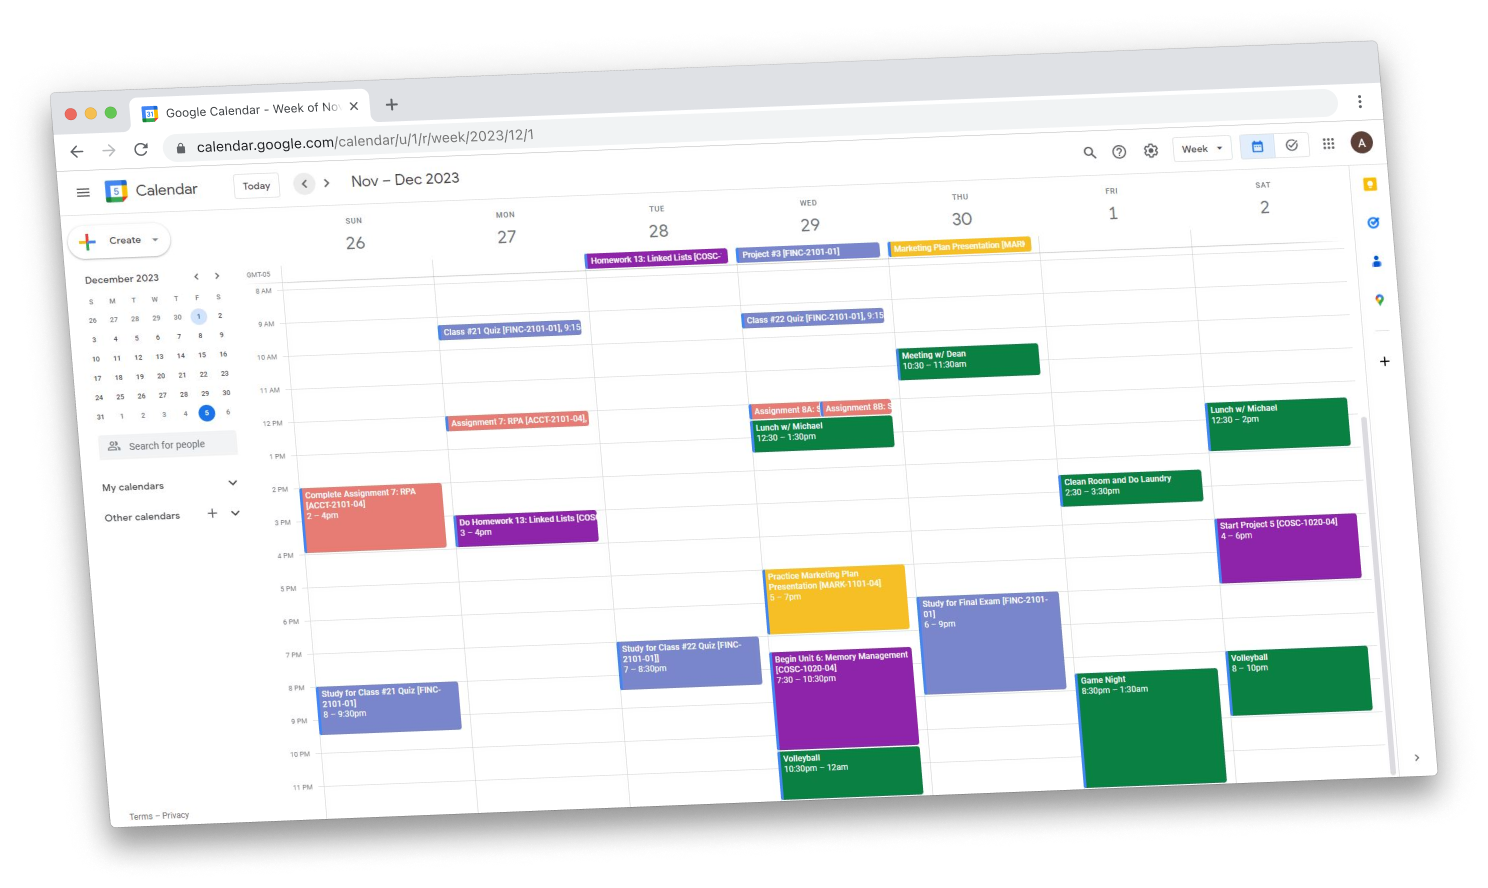 Google Calendar - Week of No
calendar.google.com/calendar/u/1/r/week/2023/12/1
5
Calendar
Today
Nov – Dec 2023
Week
A
Create
SUN
26
MON
27
TUE
28
WED
29
THU
30
FRI
1
SAT
2
GMT-05
Homework 13: Linked Lists [COSC-
Project #3 [FINC-2101-01]
Marketing Plan Presentation [MARK
December 2023
S M T W T F S
26 27 28 29 30 1 2
3 4 5 6 7 8 9
10 11 12 13 14 15 16
17 18 19 20 21 22 23
24 25 26 27 28 29 30
31 1 2 3 4 5 6
Search for people
My calendars
Other calendars
Terms – Privacy
8 AM
9 AM
10 AM
11 AM
12 PM
1 PM
2 PM
3 PM
4 PM
5 PM
6 PM
7 PM
8 PM
9 PM
10 PM
11 PM
Complete Assignment 7: RPA
[ACCT-2101-04]
2 – 4pm
Study for Class #21 Quiz [FINC-
2101-01]
8 – 9:30pm
Class #21 Quiz [FINC-2101-01], 9:15
Assignment 7: RPA [ACCT-2101-04],
Do Homework 13: Linked Lists [COS
3 – 4pm
Study for Class #22 Quiz [FINC-
2101-01]]
7 – 8:30pm
Class #22 Quiz [FINC-2101-01], 9:15
Assignment 8A: S
Assignment 8B: S
Lunch w/ Michael
12:30 – 1:30pm
Practice Marketing Plan
Presentation [MARK-1101-04]
5 – 7pm
Begin Unit 6: Memory Management
[COSC-1020-04]
7:30 – 10:30pm
Volleyball
10:30pm – 12am
Meeting w/ Dean
10:30 – 11:30am
Study for Final Exam [FINC-2101-
01]
6 – 9pm
Clean Room and Do Laundry
2:30 – 3:30pm
Game Night
8:30pm – 1:30am
Lunch w/ Michael
12:30 – 2pm
Start Project 5 [COSC-1020-04]
4 – 6pm
Volleyball
8 – 10pm